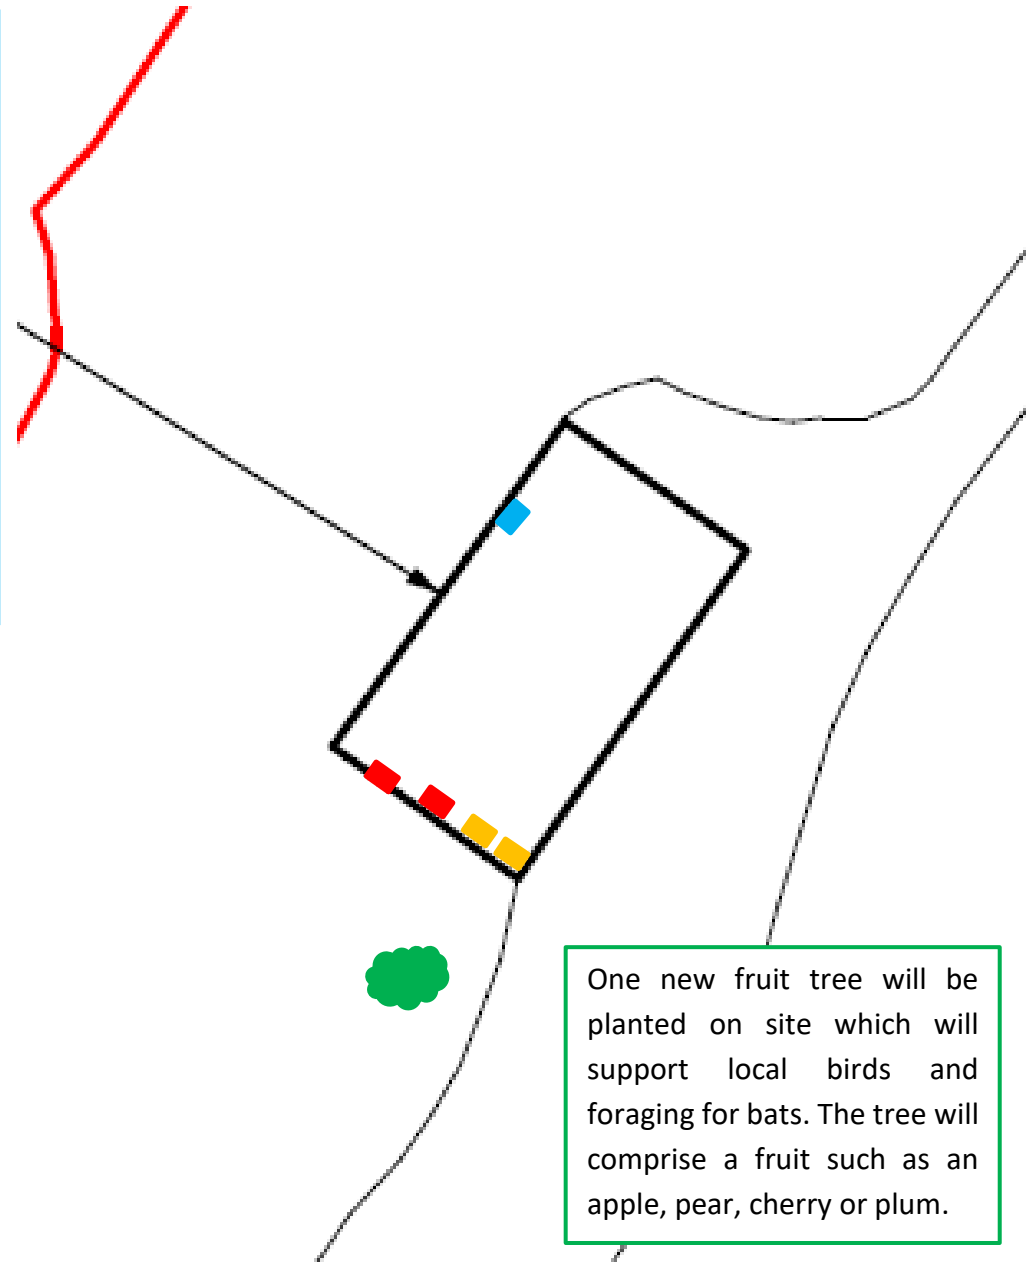 One new fruit tree will be
planted on site which will
support local birds and
foraging for bats. The tree will
comprise a fruit such as an
apple, pear, cherry or plum.